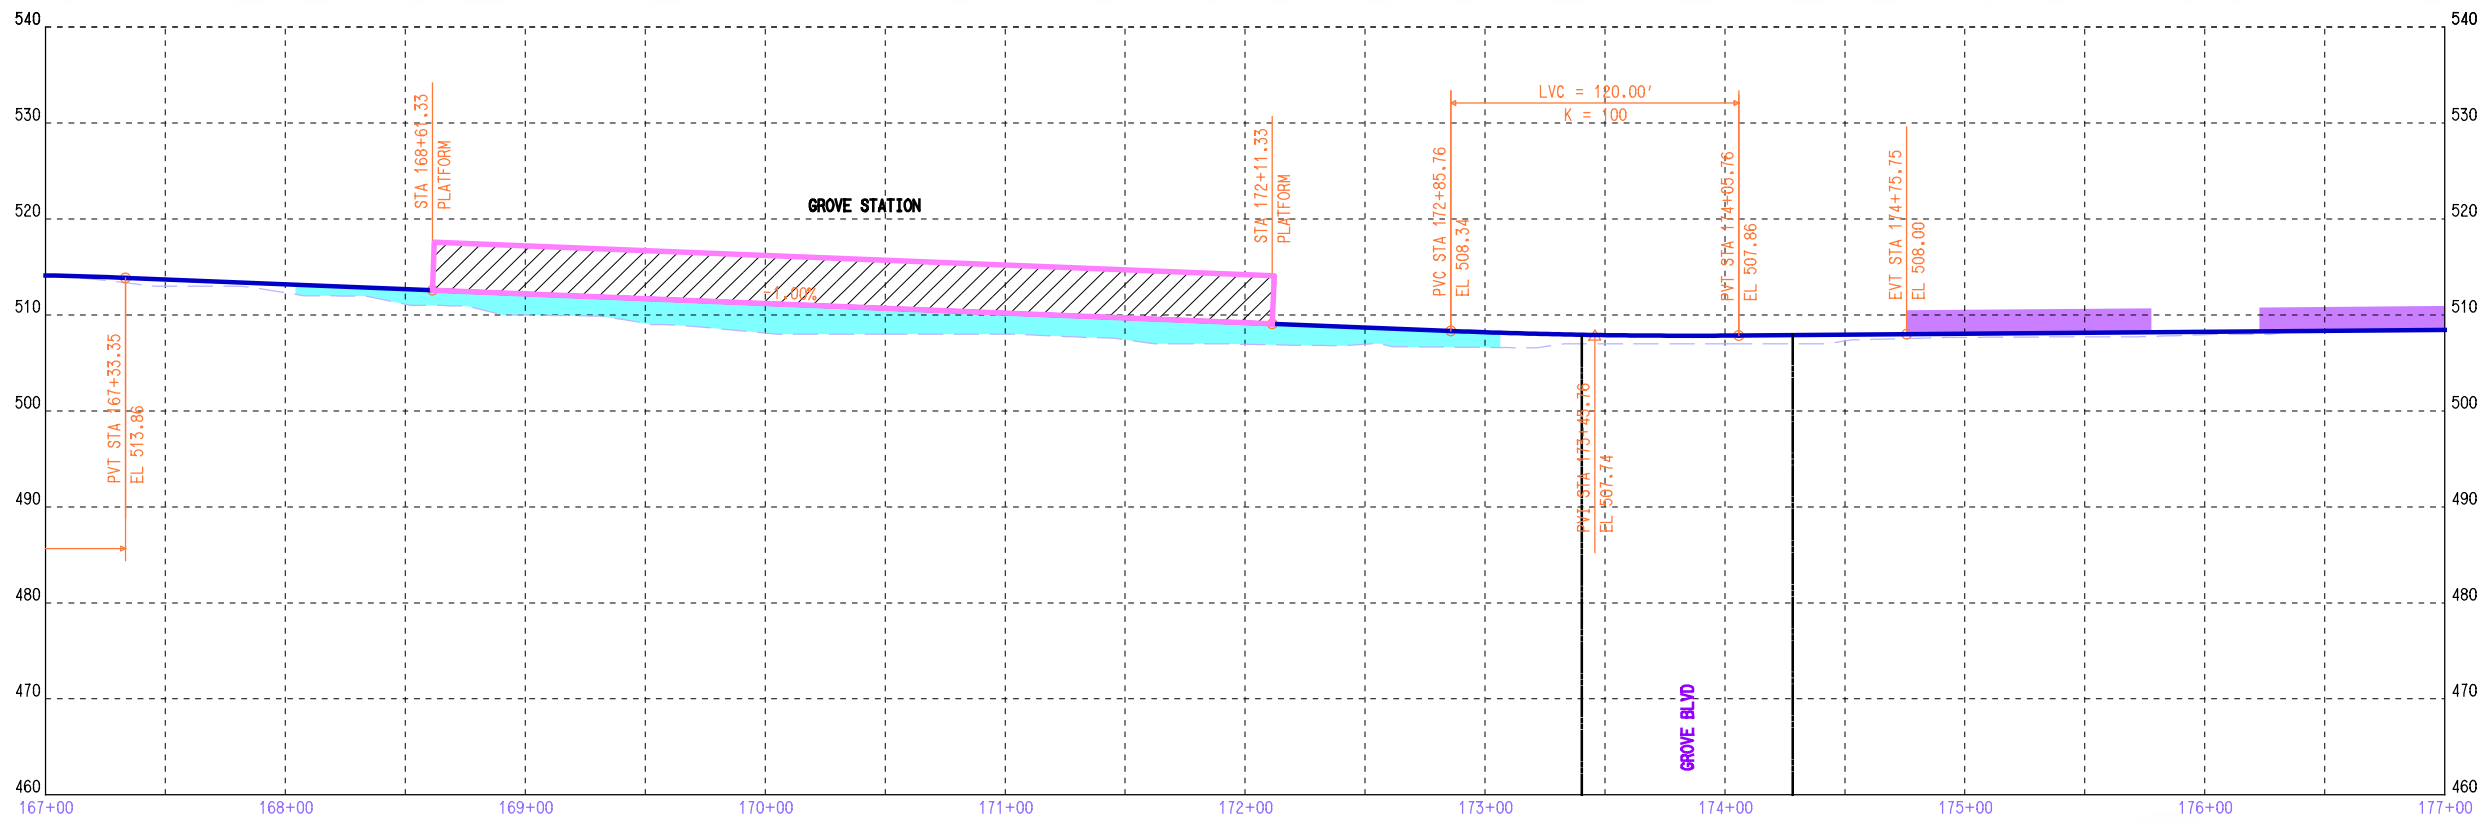 540
540
LVC = 120.00'
K = 100
530
530
STA 168+61.33
PLATFORM
STA 172+11.33
PLATFORM
PVC STA 172+85.76
EL 508.34
PVT STA 174+05.76
EL 507.86
EVT STA 174+75.75
EL 508.00
GROVE STATION
520
520
-1.00%
510
510
PVT STA 167+33.35
EL 513.86
PVI STA 173+45.76
EL 507.74
500
500
490
490
480
480
470
470
GROVE BLVD
460
460
167+00
168+00
169+00
170+00
171+00
172+00
173+00
174+00
175+00
176+00
177+00